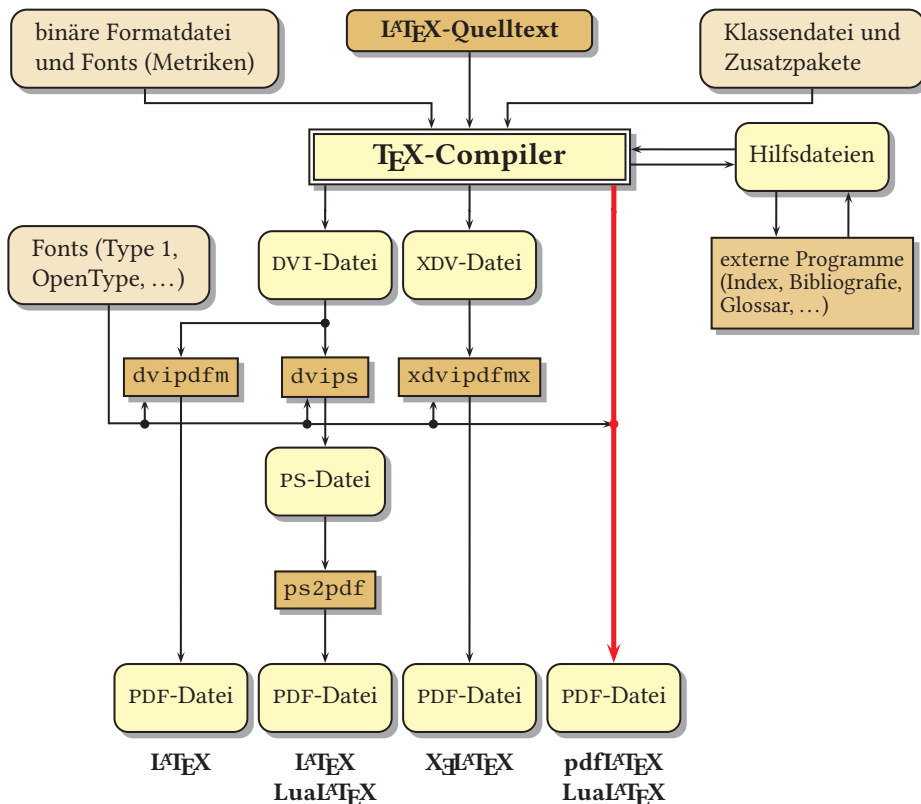 binäre Formatdatei
und Fonts (Metriken)
LATEX-Quelltext
Klassendatei und
Zusatzpakete
TEX-Compiler
Hilfsdateien
Fonts (Type 1,
OpenType, …)
DVI-Datei
XDV-Datei
externe Programme
(Index, Bibliografie,
Glossar, …)
dvipdfm
dvips
xdvipdfmx
PS-Datei
ps2pdf
PDF-Datei
PDF-Datei
PDF-Datei
PDF-Datei
LATEX
LATEX
LuaLATEX
XƎLATEX
pdfLATEX
LuaLATEX